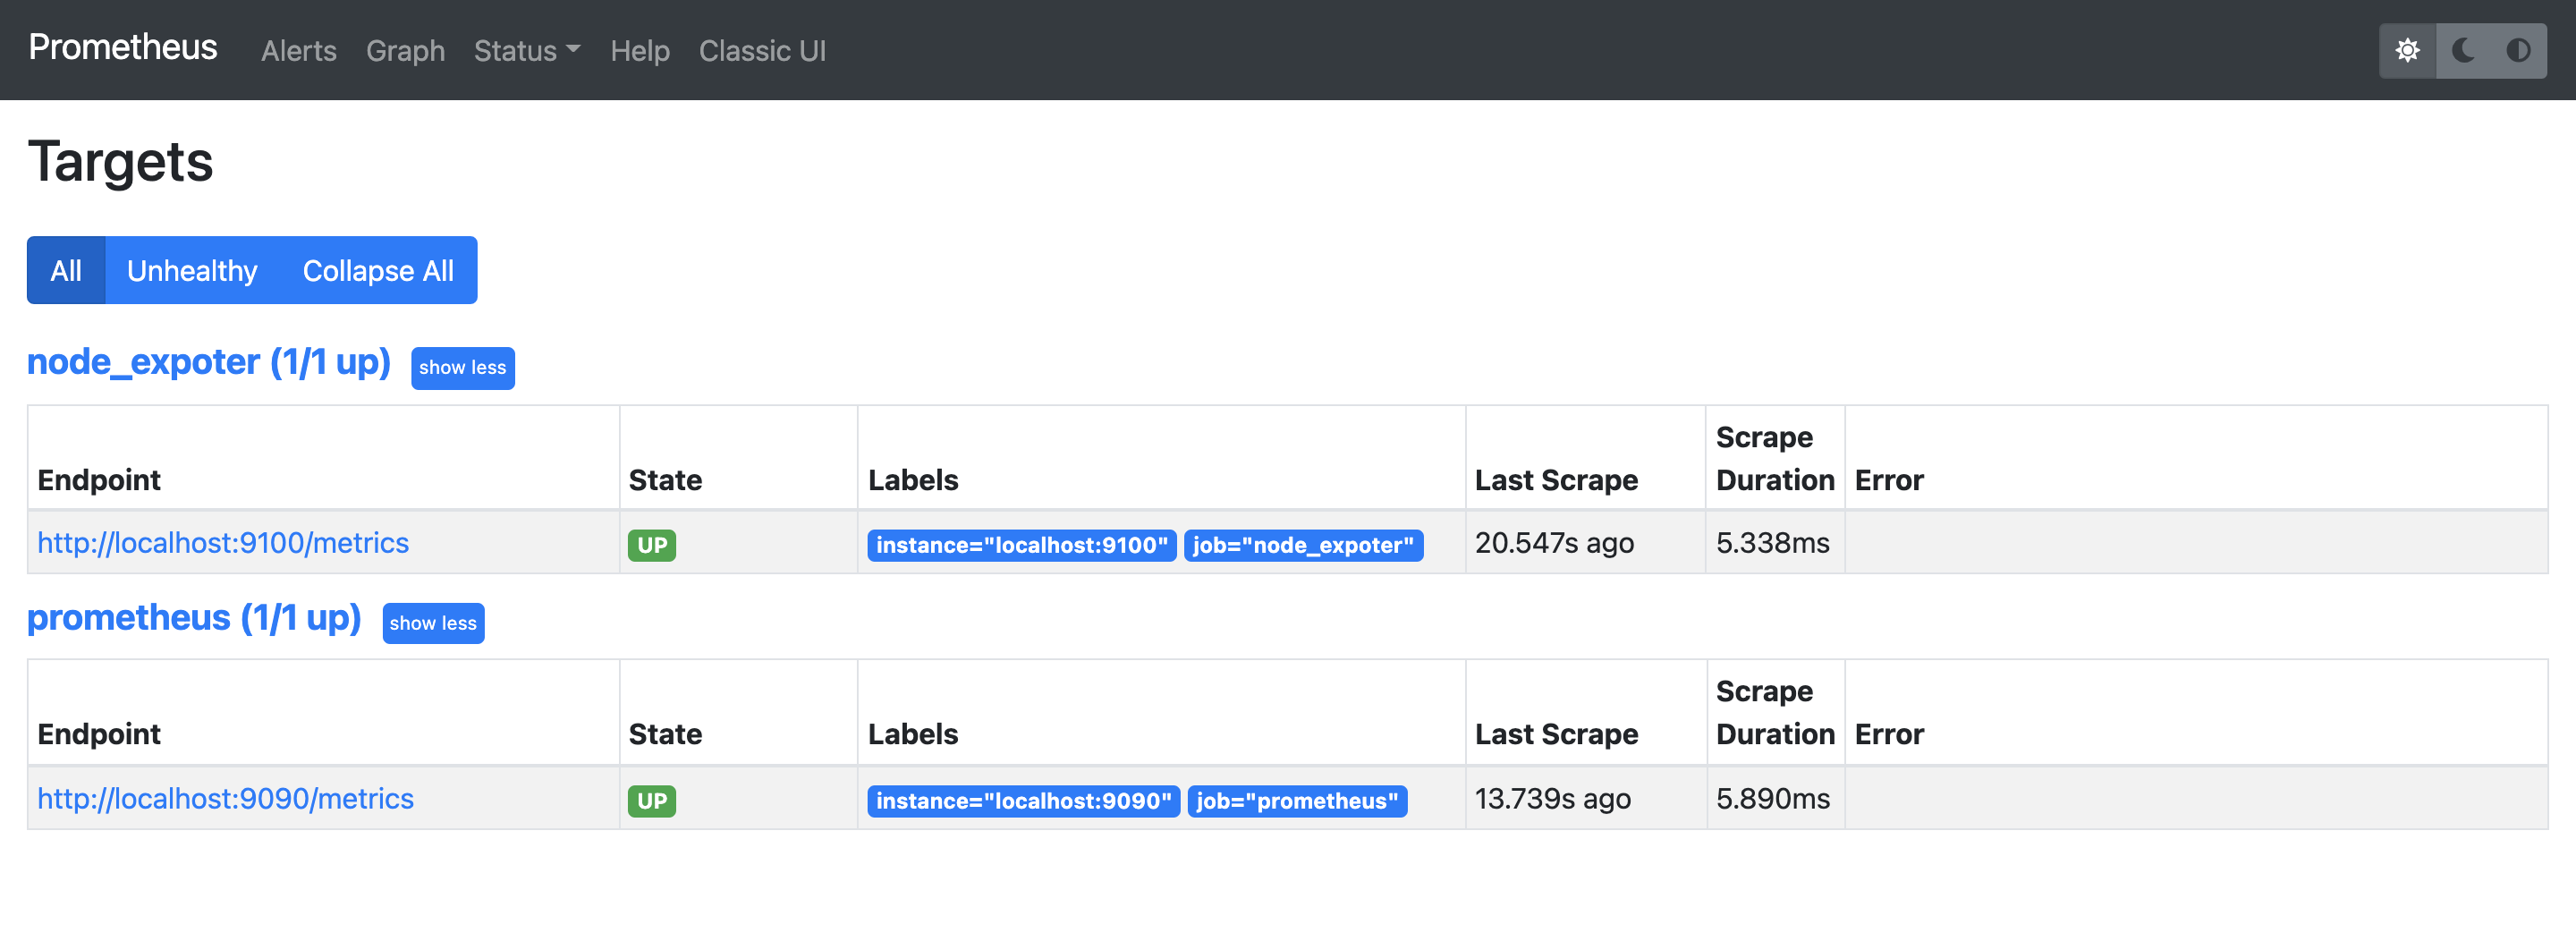 Prometheus Alerts Graph Status Help Classic UI
Targets
All Unhealthy Collapse All
node_expoter (1/1 up) show less
Endpoint State Labels Last Scrape Scrape Duration Error
http://localhost:9100/metrics UP instance="localhost:9100" job="node_expoter" 20.547s ago 5.338ms
prometheus (1/1 up) show less
Endpoint State Labels Last Scrape Scrape Duration Error
http://localhost:9090/metrics UP instance="localhost:9090" job="prometheus" 13.739s ago 5.890ms